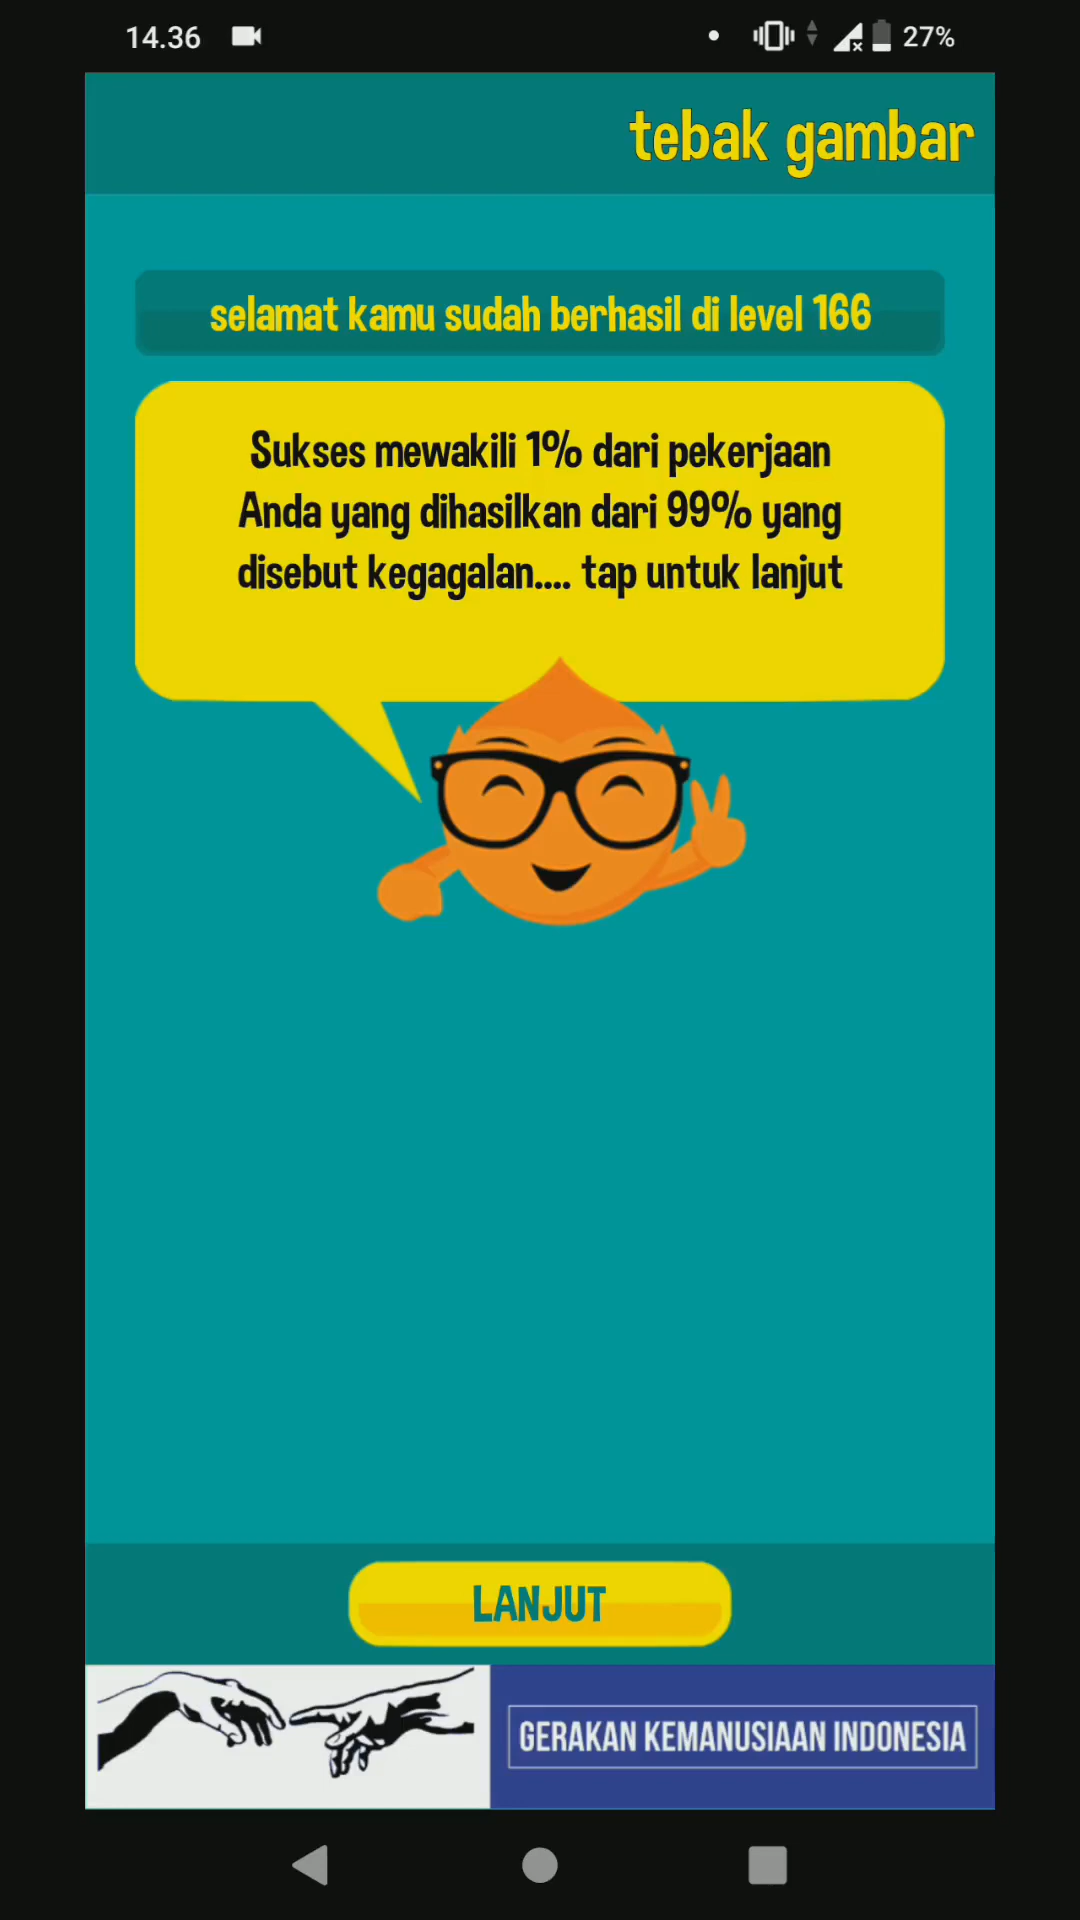 14.36
27%
tebak gambar
selamat kamu sudah berhasil di level 166
Sukses mewakili 1% dari pekerjaan
Anda yang dihasilkan dari 99% yang
disebut kegagalan.... tap untuk lanjut
LANJUT
GERAKAN KEMANUSIAAN INDONESIA